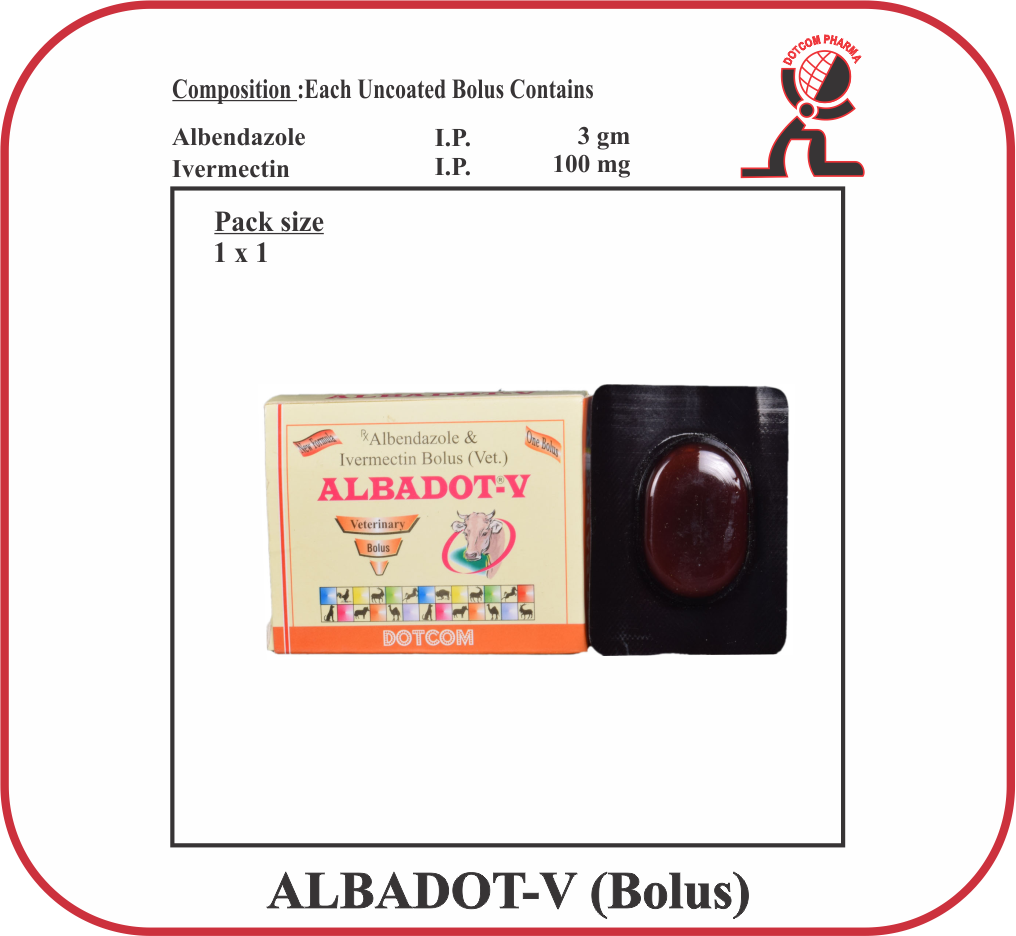 DOTCOM PHARMA
Composition :Each Uncoated Bolus Contains
Albendazole I.P. 3 gm
Ivermectin I.P. 100 mg
Pack size
1 x 1
ALBADOT-V
New Formula
℞Albendazole &
Ivermectin Bolus (Vet.)
One Bolus
ALBADOT®-V
Veterinary
Bolus
DOTCOM
ALBADOT-V (Bolus)